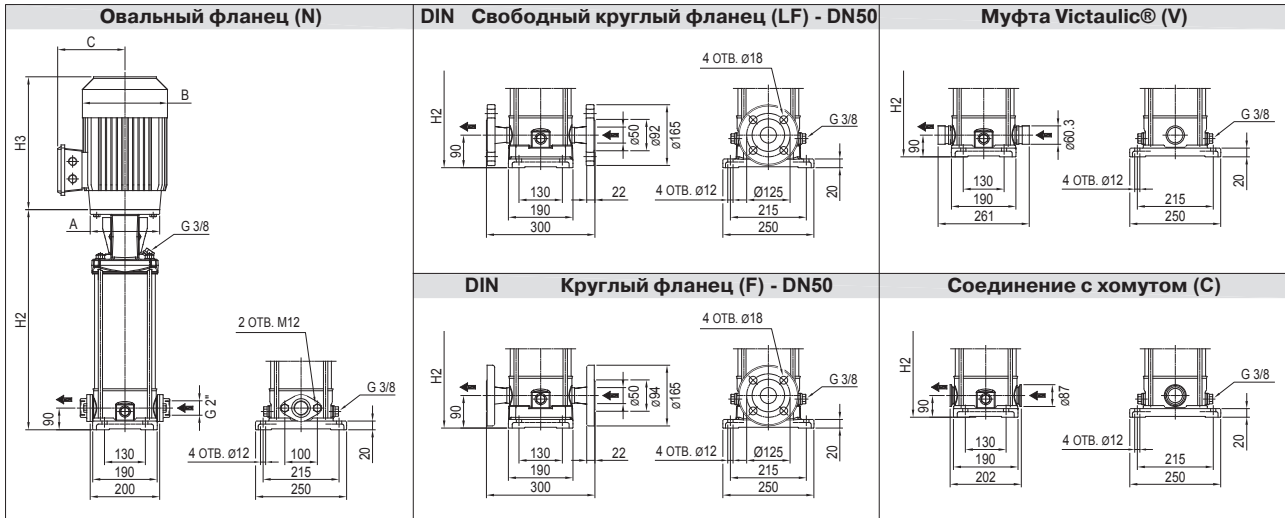 Овальный фланец (N)
C
B
H3
A
G 3/8
H2
2 ОТВ. M12
G 2"
G 3/8
90
20
130
4 ОТВ. Ø12
100
190
215
200
250
DIN Свободный круглый фланец (LF) - DN50
4 ОТВ. Ø18
H2
G 3/8
90
ø50
ø92
ø165
20
130
22
4 ОТВ. Ø12
Ø125
190
215
300
250
DIN Круглый фланец (F) - DN50
4 ОТВ. Ø18
H2
G 3/8
90
ø50
ø94
ø165
20
130
22
4 ОТВ. Ø12
Ø125
190
215
300
250
Муфта Victaulic® (V)
H2
G 3/8
90
ø60.3
20
130
4 ОТВ. Ø12
190
215
261
250
Соединение с хомутом (C)
H2
G 3/8
90
ø87
20
130
4 ОТВ. Ø12
190
215
202
250